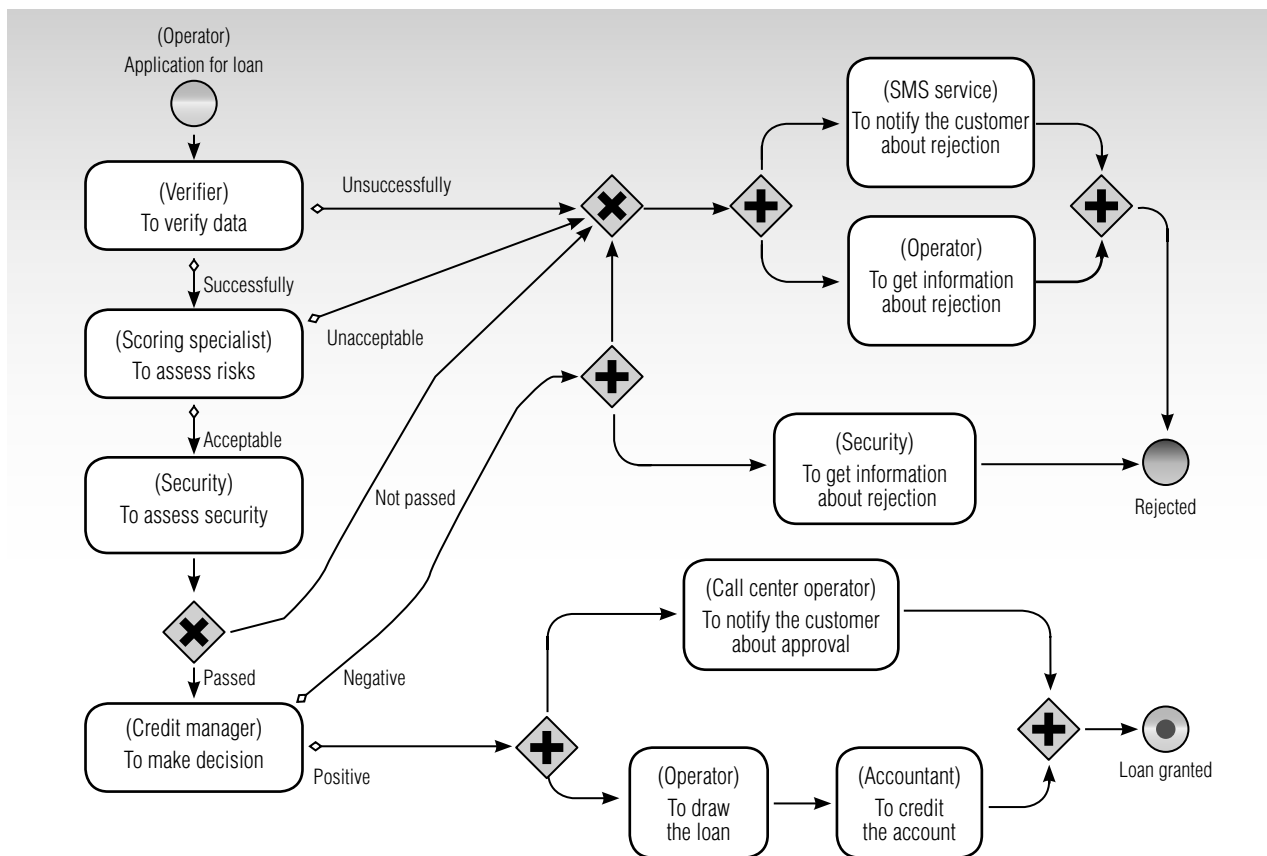 (Operator)
Application for loan
(Verifier)
To verify data
Unsuccessfully
Successfully
(Scoring specialist)
To assess risks
Unacceptable
Acceptable
(Security)
To assess security
Not passed
Passed
(Credit manager)
To make decision
Negative
Positive
(SMS service)
To notify the customer
about rejection
(Operator)
To get information
about rejection
(Security)
To get information
about rejection
Rejected
(Call center operator)
To notify the customer
about approval
(Operator)
To draw
the loan
(Accountant)
To credit
the account
Loan granted